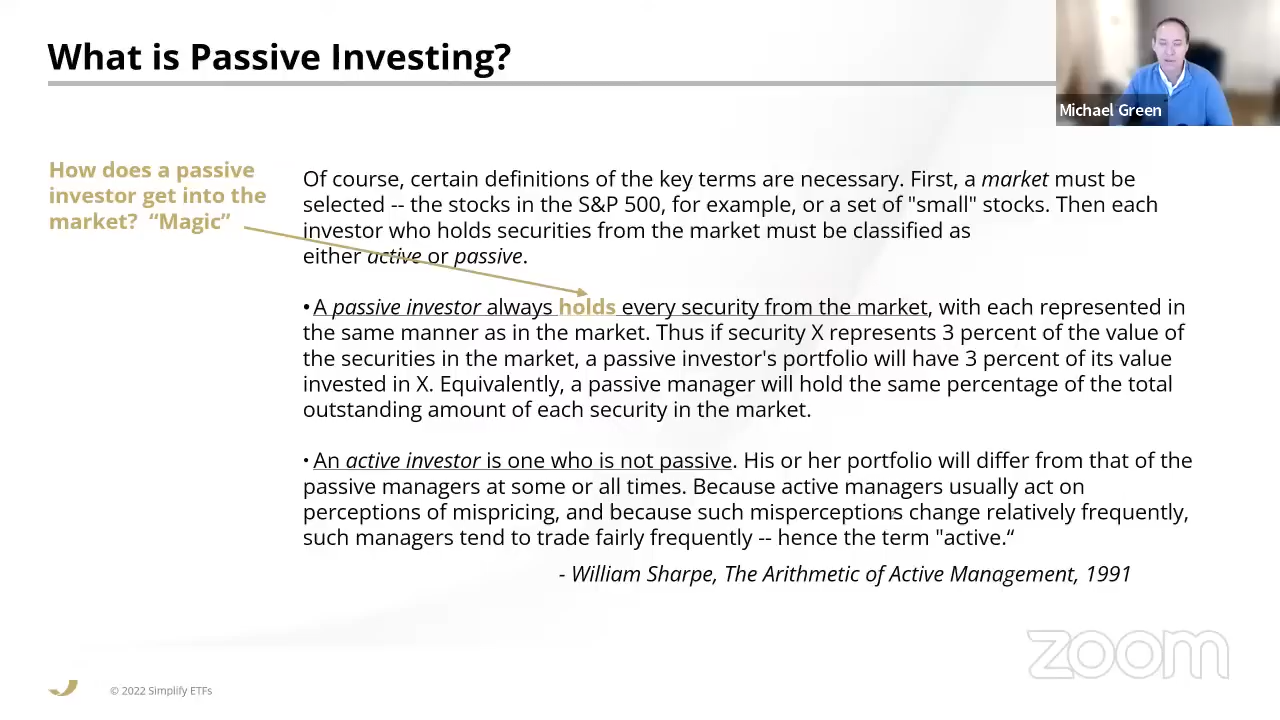 What is Passive Investing?
Michael Green
How does a passive
investor get into the
market?  “Magic”
Of course, certain definitions of the key terms are necessary. First, a market must be
selected -- the stocks in the S&P 500, for example, or a set of "small" stocks. Then each
investor who holds securities from the market must be classified as
either active or passive.
•A passive investor always holds every security from the market, with each represented in
the same manner as in the market. Thus if security X represents 3 percent of the value of
the securities in the market, a passive investor's portfolio will have 3 percent of its value
invested in X. Equivalently, a passive manager will hold the same percentage of the total
outstanding amount of each security in the market.
•An active investor is one who is not passive. His or her portfolio will differ from that of the
passive managers at some or all times. Because active managers usually act on
perceptions of mispricing, and because such misperceptions change relatively frequently,
such managers tend to trade fairly frequently -- hence the term "active.“
- William Sharpe, The Arithmetic of Active Management, 1991
zoom
© 2022 Simplify ETFs